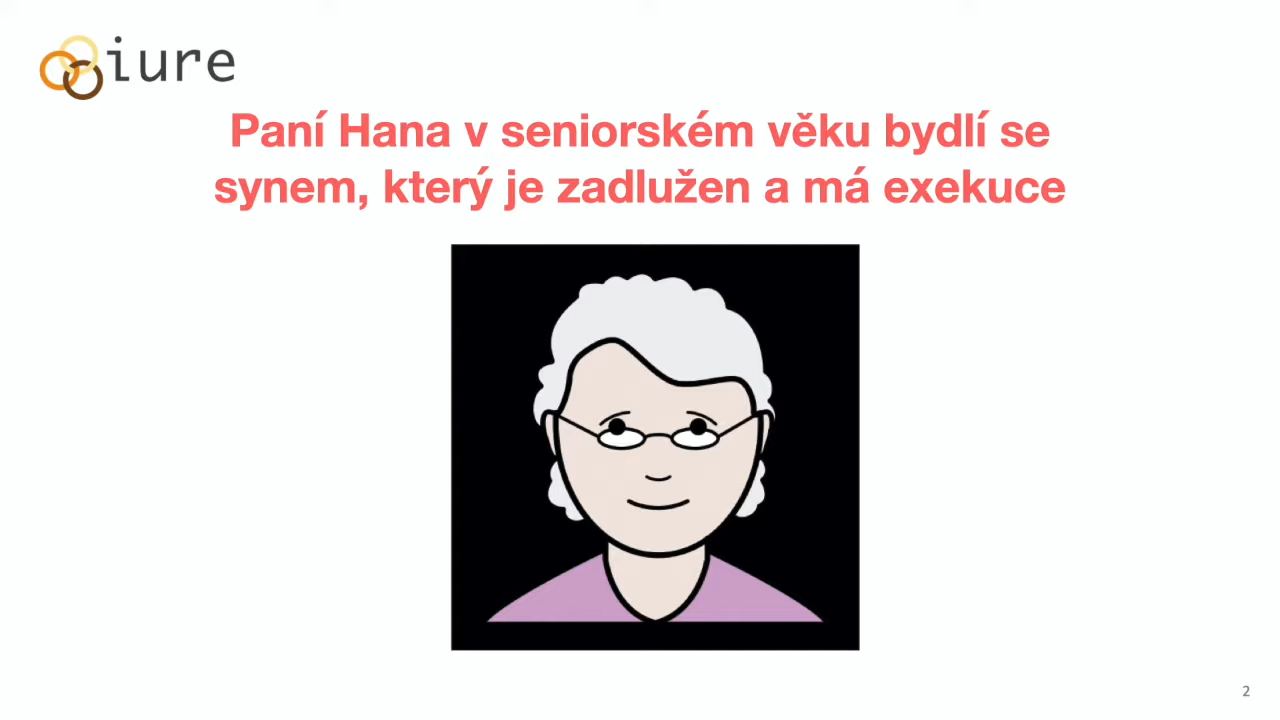 iure
Paní Hana v seniorském věku bydlí se
synem, který je zadlužen a má exekuce
2